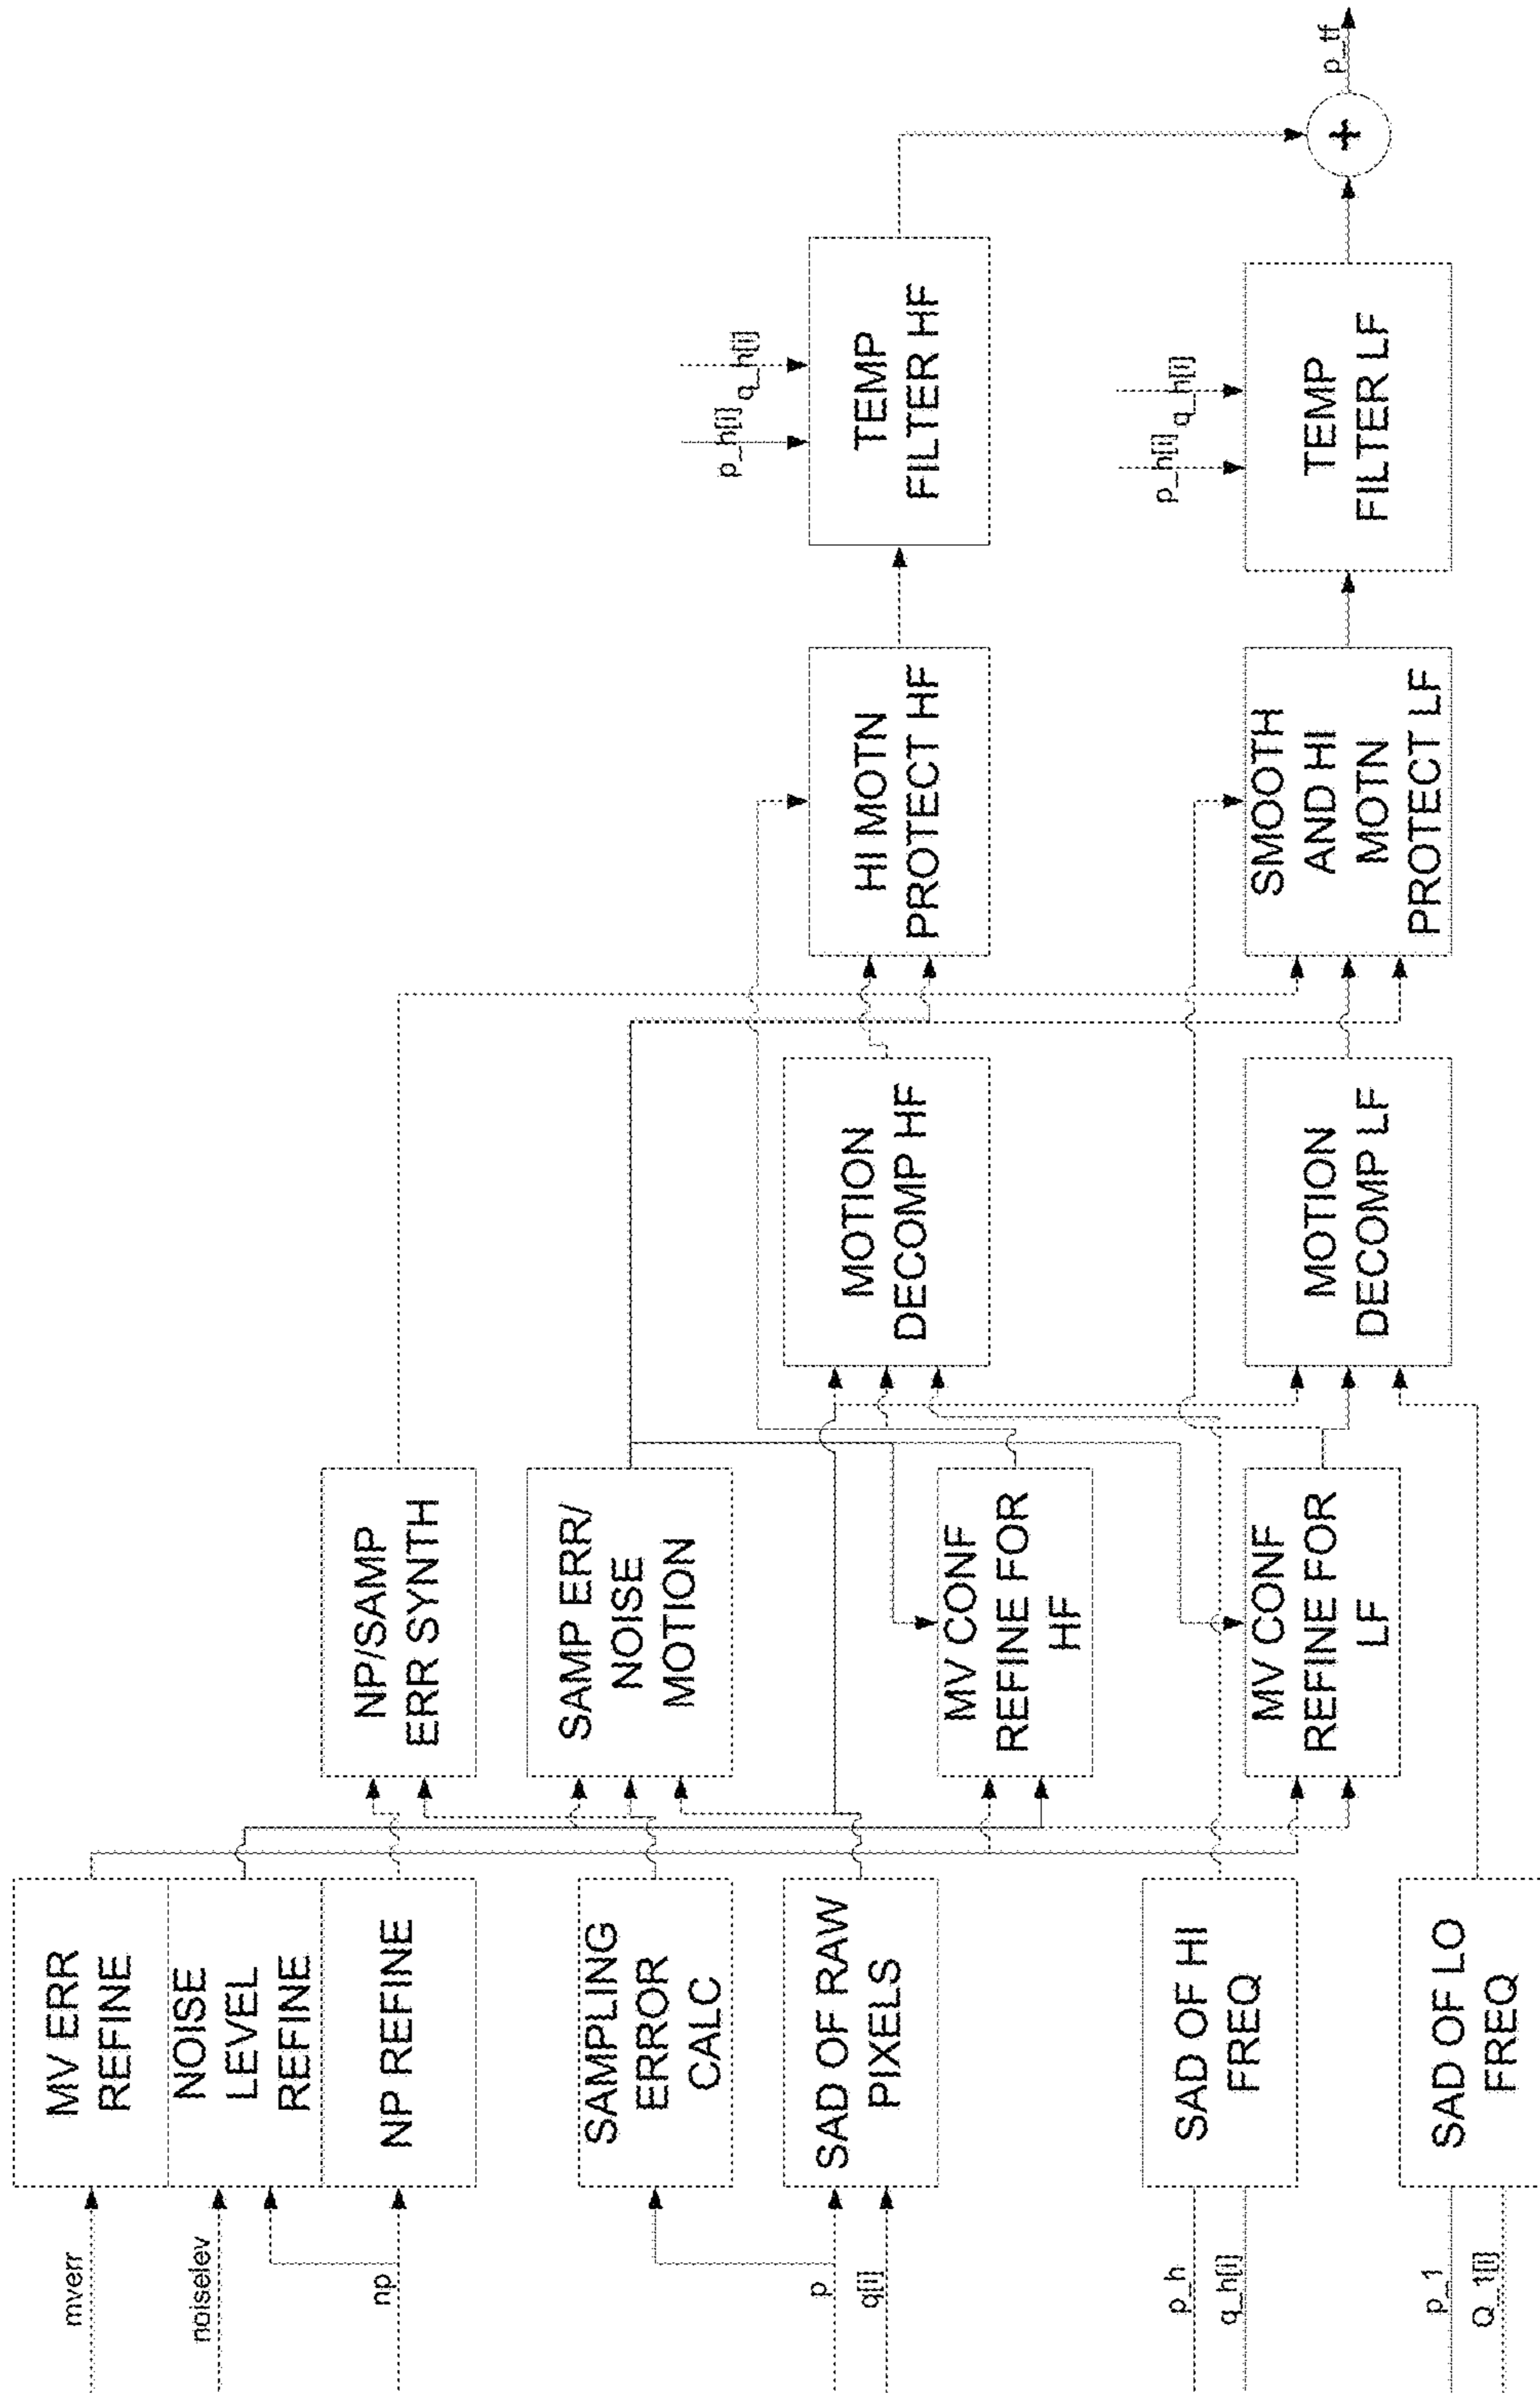 mverr
noiselev
np
p
q[i]
p_h
q_h[i]
p_1
Q_1[i]
MV ERR
REFINE
NOISE
LEVEL
REFINE
NP REFINE
SAMPLING
ERROR
CALC
SAD OF RAW
PIXELS
SAD OF HI
FREQ
SAD OF LO
FREQ
NP/SAMP
ERR SYNTH
SAMP ERR/
NOISE
MOTION
MV CONF
REFINE FOR
HF
MV CONF
REFINE FOR
LF
MOTION
DECOMP HF
MOTION
DECOMP LF
HI MOTN
PROTECT HF
SMOOTH
AND HI
MOTN
PROTECT LF
p_h[i]
q_h[i]
TEMP
FILTER HF
p_h[i]
q_h[i]
TEMP
FILTER LF
+
p_tf